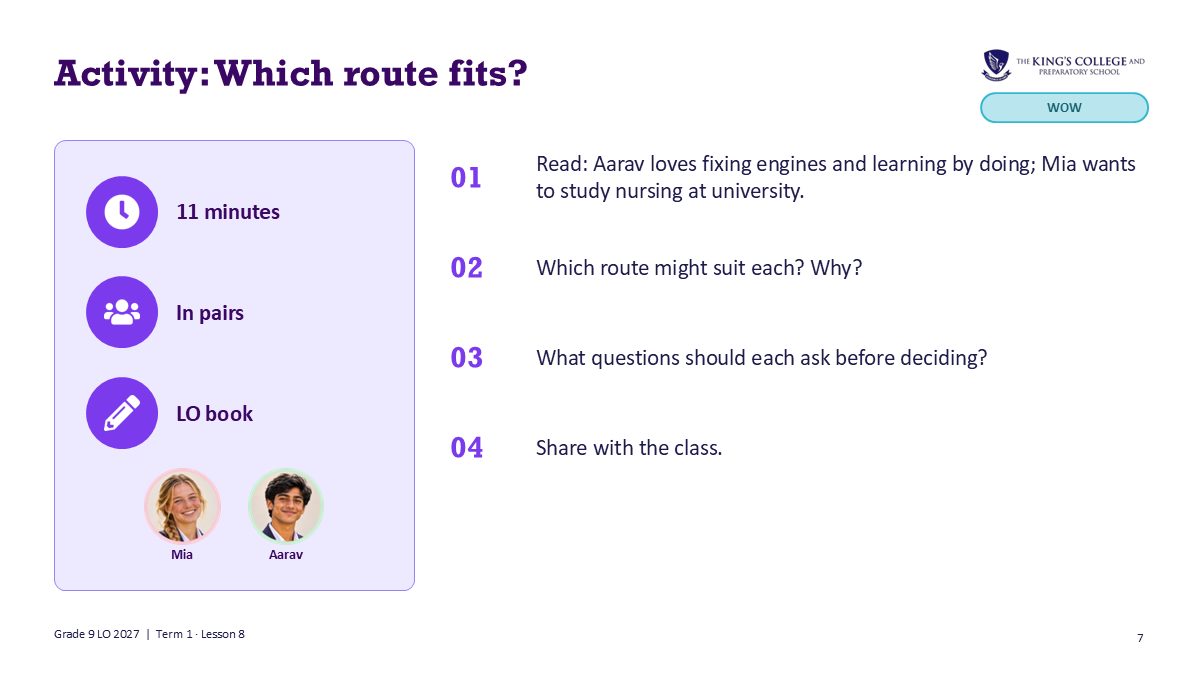 Activity: Which route fits?
THE KING'S COLLEGE AND
PREPARATORY SCHOOL
WOW
11 minutes
In pairs
LO book
Mia
Aarav
01
Read: Aarav loves fixing engines and learning by doing; Mia wants
to study nursing at university.
02
Which route might suit each? Why?
03
What questions should each ask before deciding?
04
Share with the class.
Grade 9 LO 2027 | Term 1 · Lesson 8
7